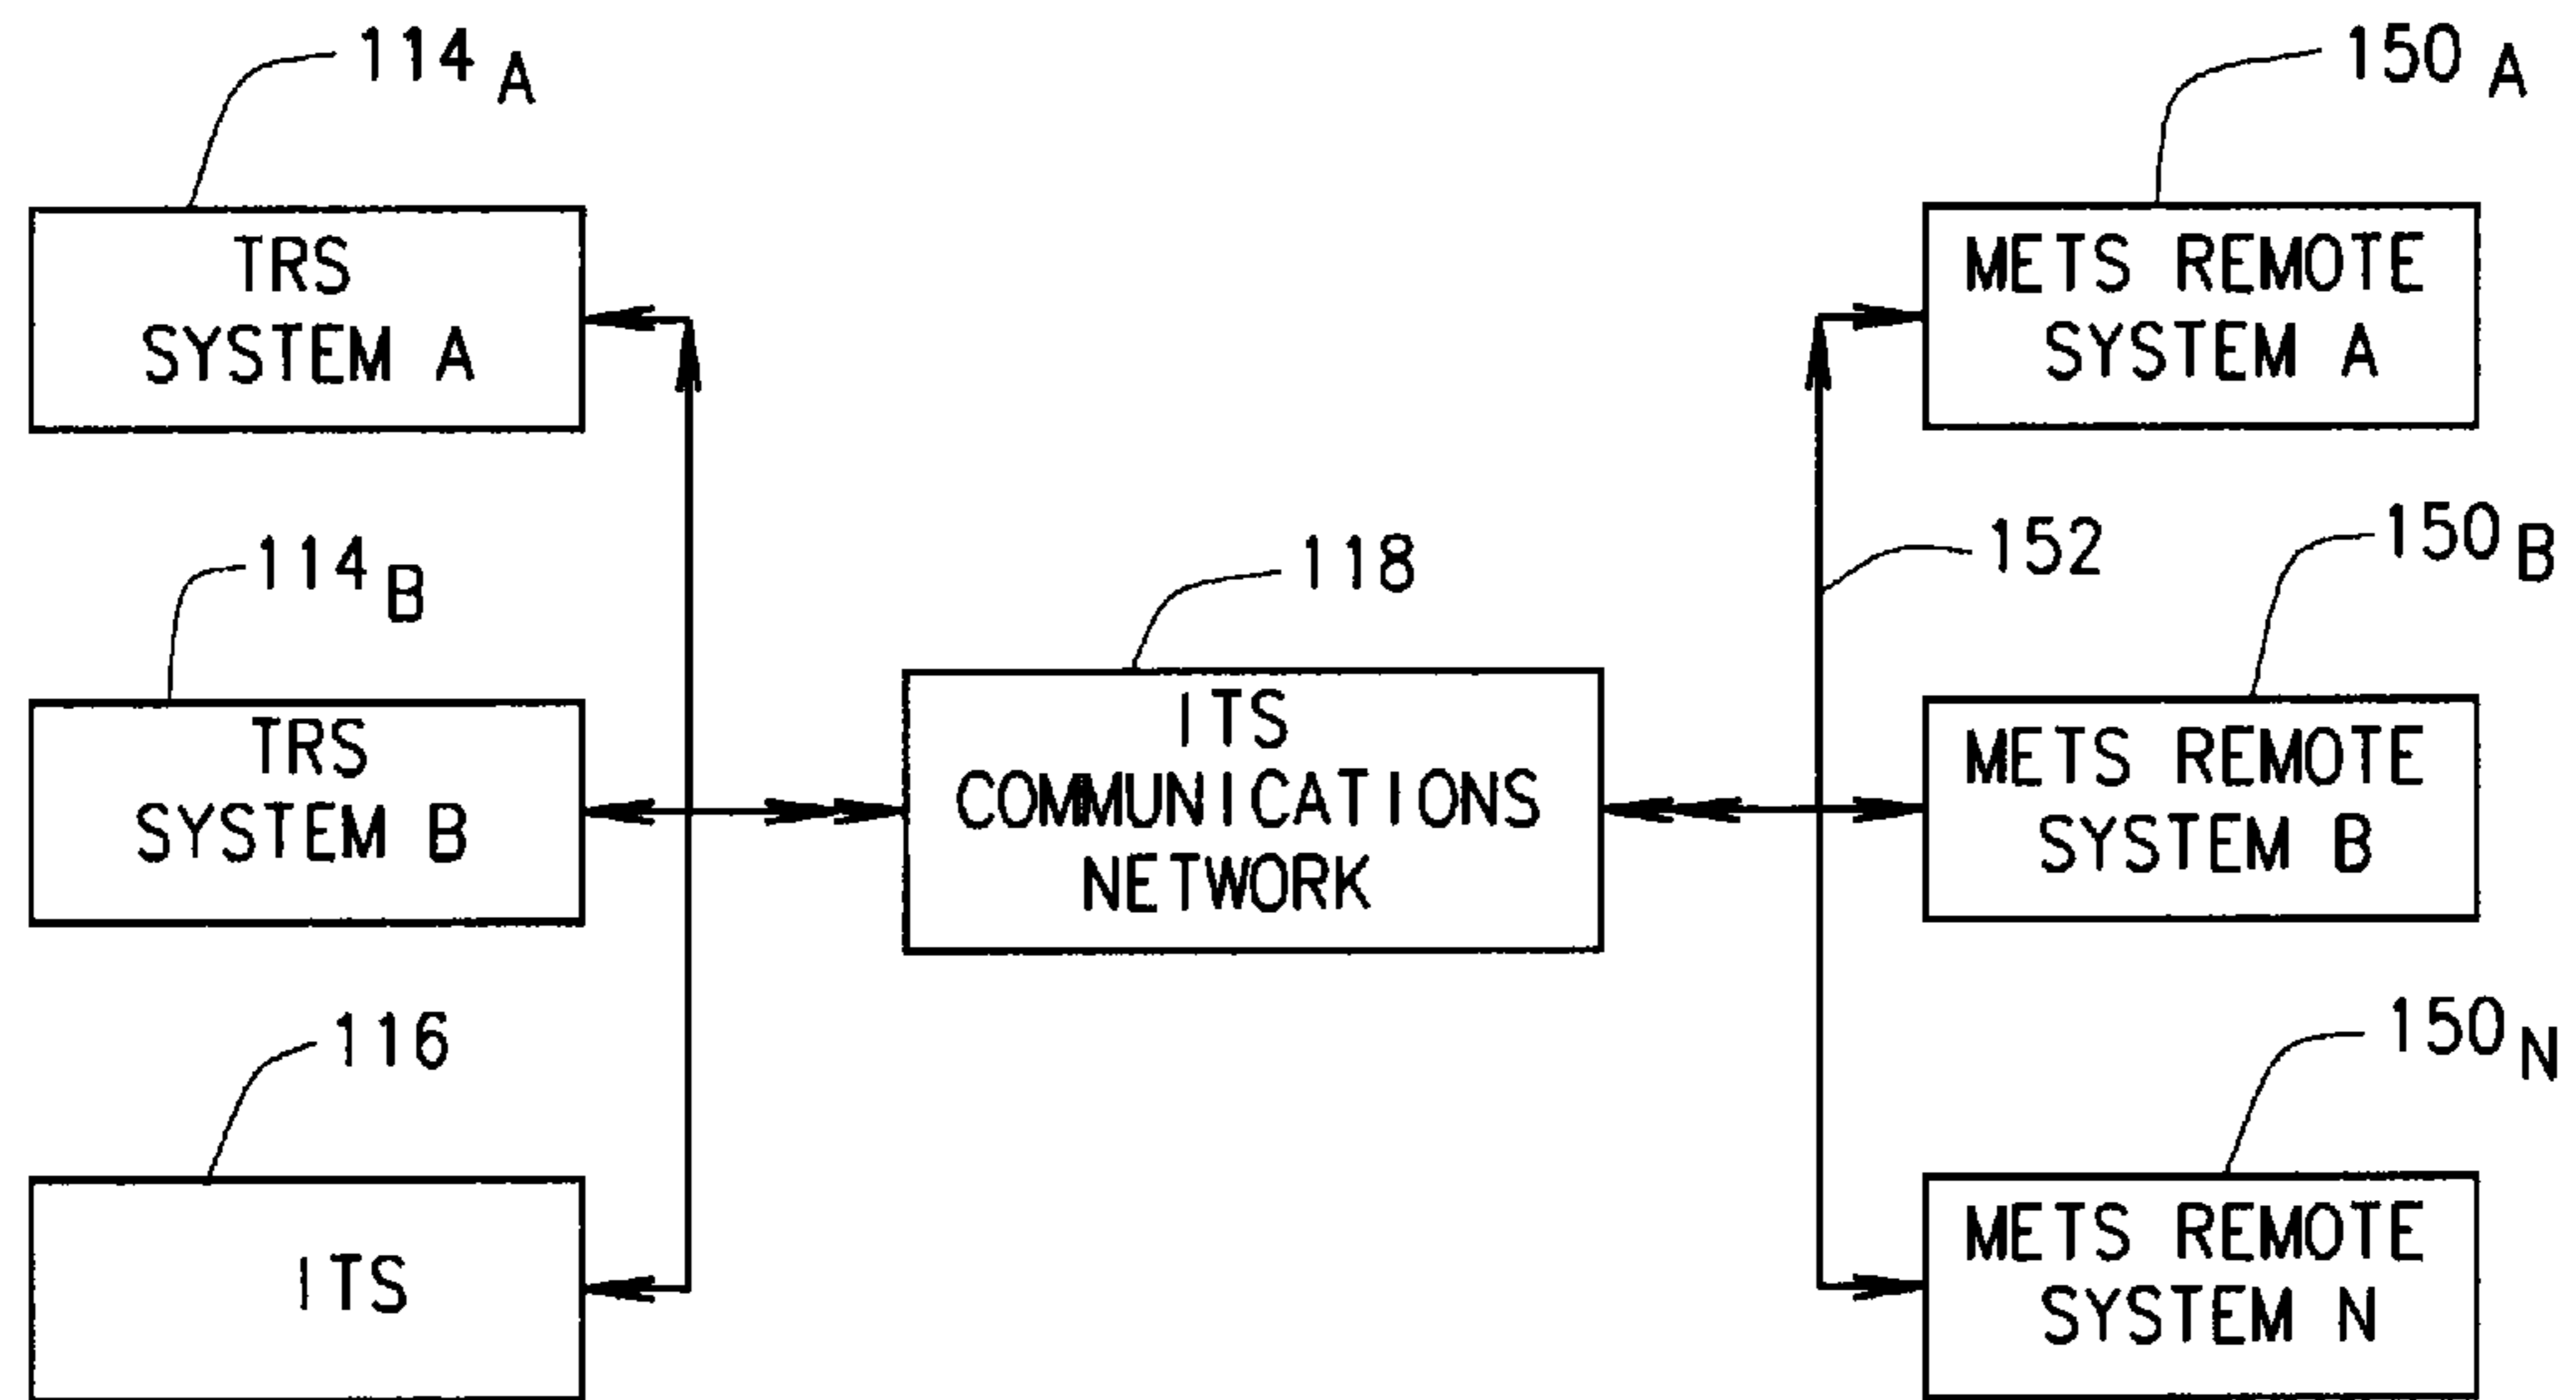 114 A
150 A
TRS
SYSTEM A
METS REMOTE
SYSTEM A
114 B
118
152
150 B
TRS
SYSTEM B
ITS
COMMUNICATIONS
NETWORK
METS REMOTE
SYSTEM B
116
150 N
ITS
METS REMOTE
SYSTEM N